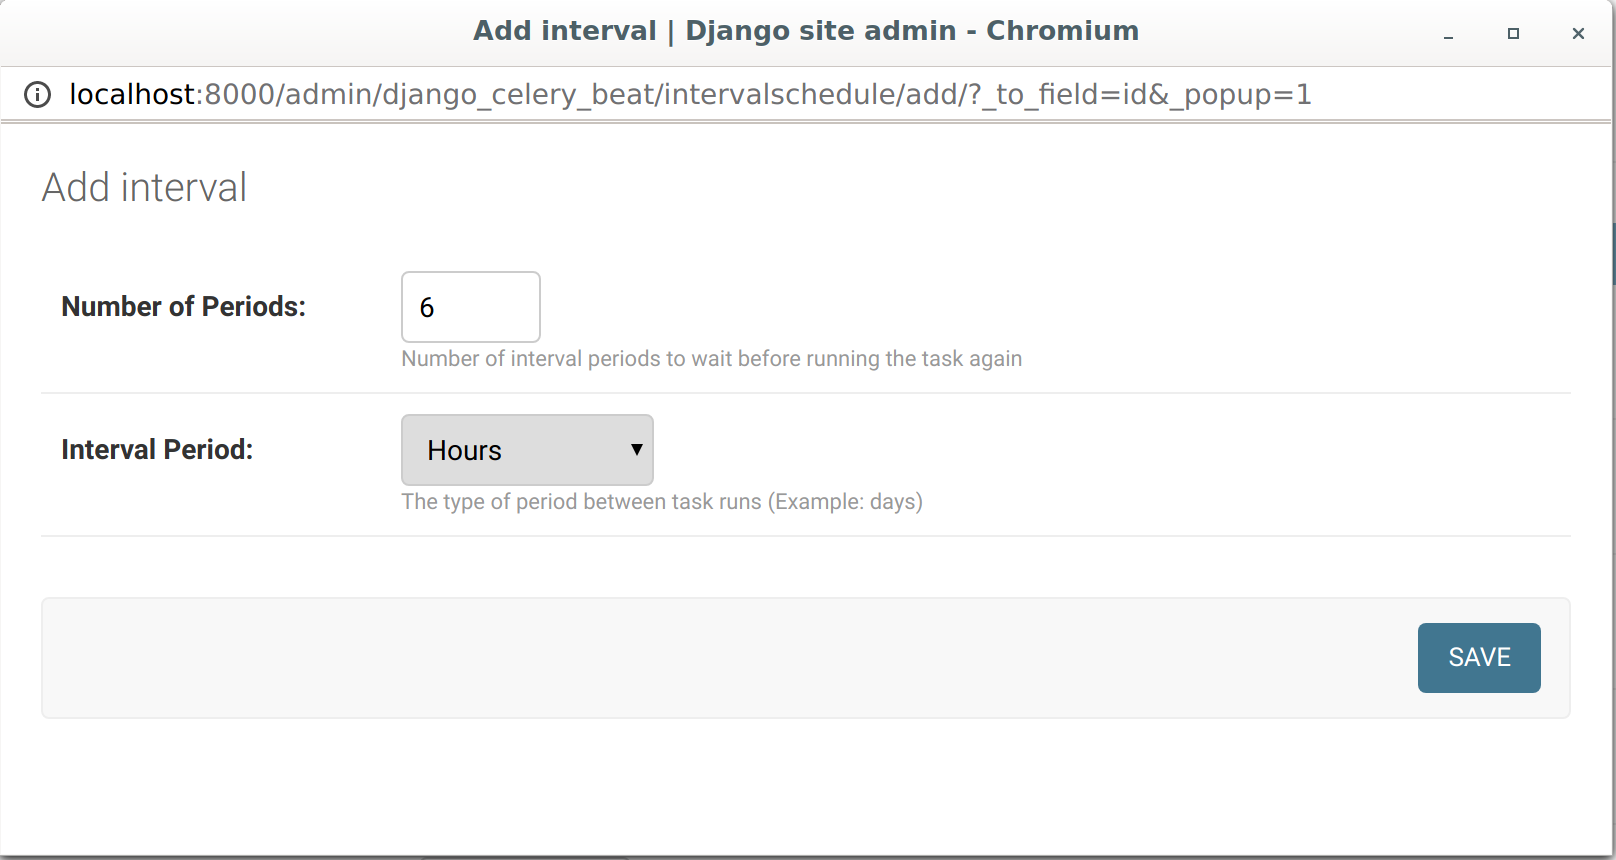 Add interval | Django site admin - Chromium
localhost:8000/admin/django_celery_beat/intervalschedule/add/?_to_field=id&_popup=1
Add interval
Number of Periods:
6
Number of interval periods to wait before running the task again
Interval Period:
Hours
The type of period between task runs (Example: days)
SAVE